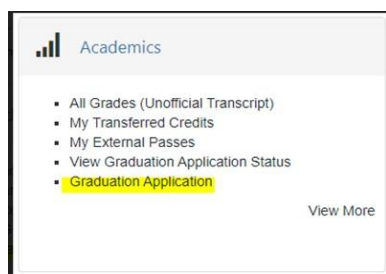 Academics
All Grades (Unofficial Transcript)
My Transferred Credits
My External Passes
View Graduation Application Status
Graduation Application
View More